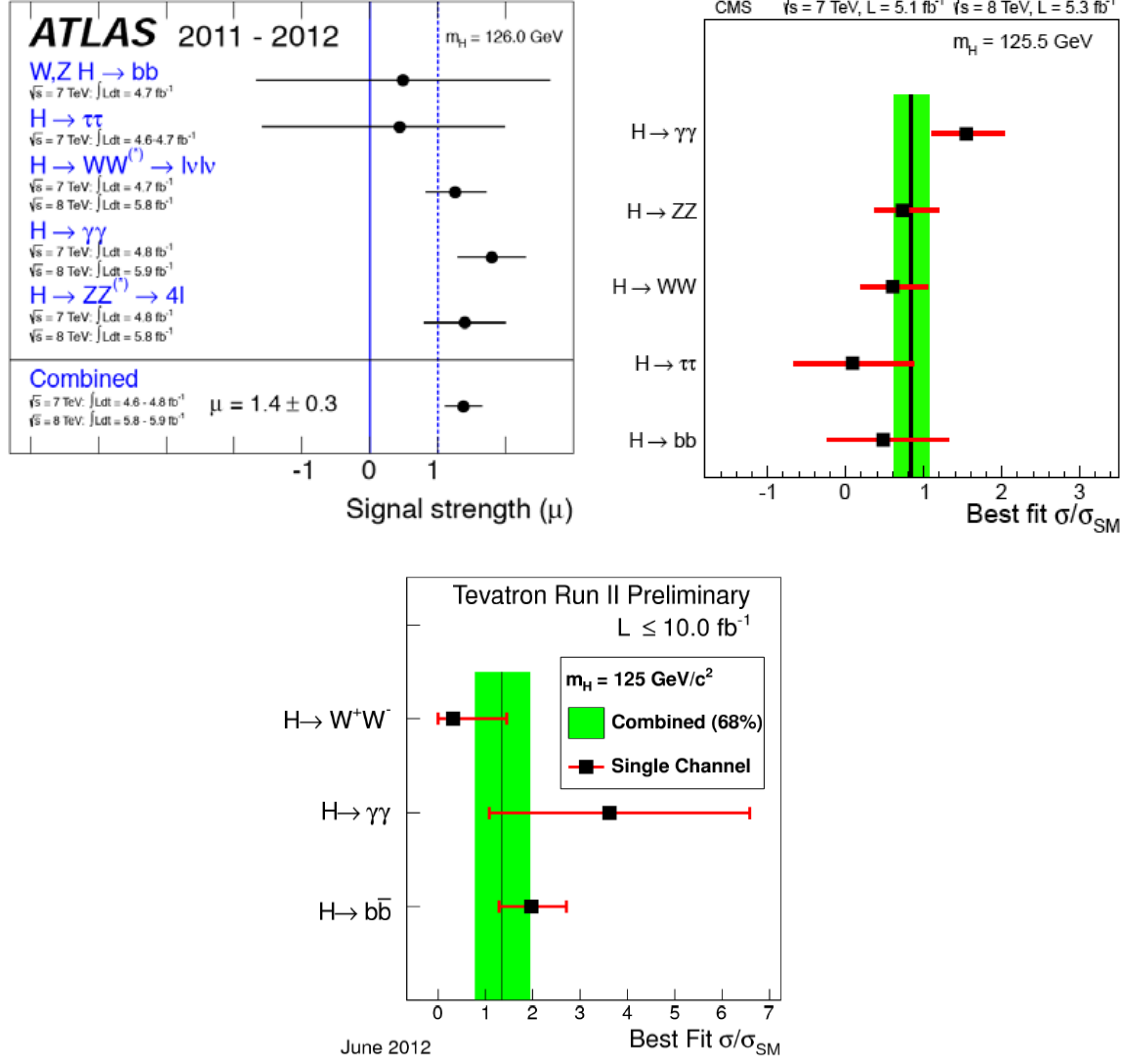 ATLAS 2011 - 2012
m_H = 126.0 GeV
W,Z H → bb
√s = 7 TeV: ∫Ldt = 4.7 fb⁻¹
H → ττ
√s = 7 TeV: ∫Ldt = 4.6-4.7 fb⁻¹
H → WW⁽*⁾ → lνlν
√s = 7 TeV: ∫Ldt = 4.7 fb⁻¹
√s = 8 TeV: ∫Ldt = 5.8 fb⁻¹
H → γγ
√s = 7 TeV: ∫Ldt = 4.8 fb⁻¹
√s = 8 TeV: ∫Ldt = 5.9 fb⁻¹
H → ZZ⁽*⁾ → 4l
√s = 7 TeV: ∫Ldt = 4.8 fb⁻¹
√s = 8 TeV: ∫Ldt = 5.8 fb⁻¹
Combined
√s = 7 TeV: ∫Ldt = 4.6 - 4.8 fb⁻¹
√s = 8 TeV: ∫Ldt = 5.8 - 5.9 fb⁻¹
μ = 1.4 ± 0.3
-1 0 1
Signal strength (μ)
CMS √s = 7 TeV, L = 5.1 fb⁻¹ √s = 8 TeV, L = 5.3 fb⁻¹
m_H = 125.5 GeV
H → γγ
H → ZZ
H → WW
H → ττ
H → bb
-1 0 1 2 3
Best fit σ/σ_SM
Tevatron Run II Preliminary
L ≤ 10.0 fb⁻¹
m_H = 125 GeV/c²
Combined (68%)
Single Channel
H→ W⁺W⁻
H→ γγ
H→ bb̅
0 1 2 3 4 5 6 7
Best Fit σ/σ_SM
June 2012